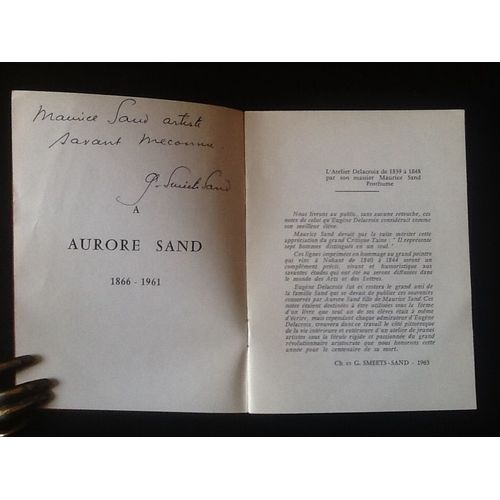 Maurice Sand artiste
savant méconnu
G. Smeets-Sand
A
AURORE SAND
1866 - 1961
L'Atelier Delacroix de 1839 à 1848
par son massier Maurice Sand
Posthume
Nous livrons au public, sans aucune retouche, ces
notes de celui qu'Eugène Delacroix considérait comme
son meilleur élève.
Maurice Sand devait par la suite mériter cette
appréciation du grand Critique Taine : " Il représente
sept hommes distingués en un seul. "
Ces lignes imprimées en hommage au grand peintre
qui vint à Nohant de 1840 à 1844 seront un
complément précis, vivant et humoristique aux
savantes études qui ont été ou seront diffusées dans
le monde des Arts et des Lettres.
Eugène Delacroix fut et restera le grand ami de
la famille Sand qui se devait de publier ces souvenirs
conservés par Aurore Sand fille de Maurice Sand. Ces
notes étaient destinées à être utilisées sous la forme
d'un livre que seul un de ses élèves était à même
d'écrire, mais cependant chaque admirateur d'Eugène
Delacroix, trouvera dans ce travail le côté pittoresque
de la vie intérieure et extérieure d'un atelier de jeunes
artistes sous la férule rigide et passionnée du grand
révolutionnaire aristocrate que nous honorons cette
année pour le centenaire de sa mort.
Ch. et G. SMEETS-SAND - 1963